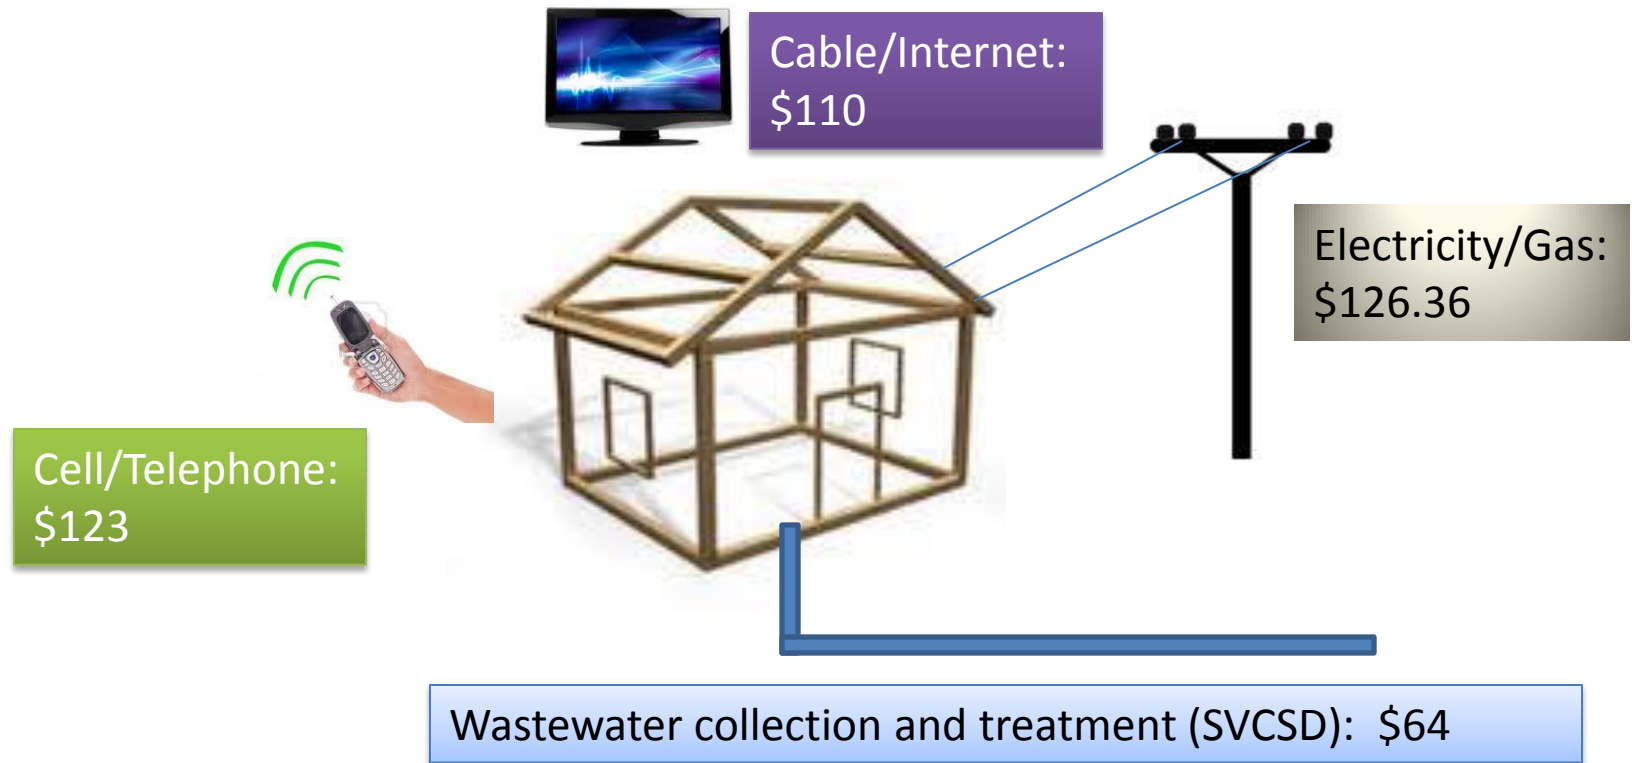 Cable/Internet:
$110
Electricity/Gas:
$126.36
Cell/Telephone:
$123
Wastewater collection and treatment (SVCSD):  $64